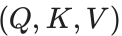 (Q, K, V)